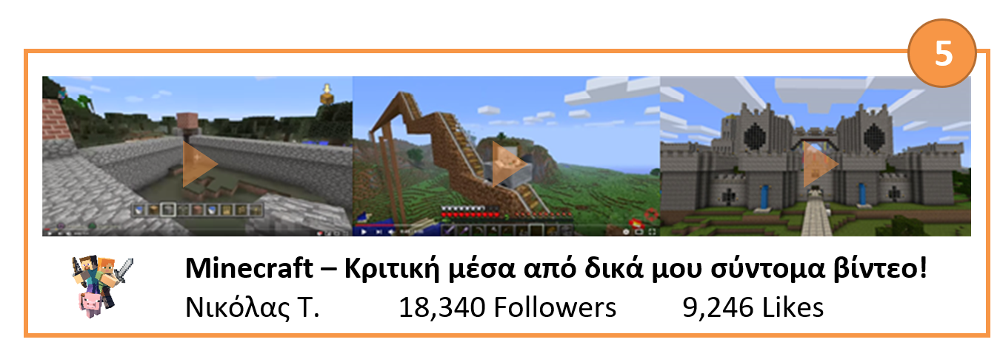 5
Minecraft – Κριτική μέσα από δικά μου σύντομα βίντεο!
Νικόλας Τ. 18,340 Followers 9,246 Likes